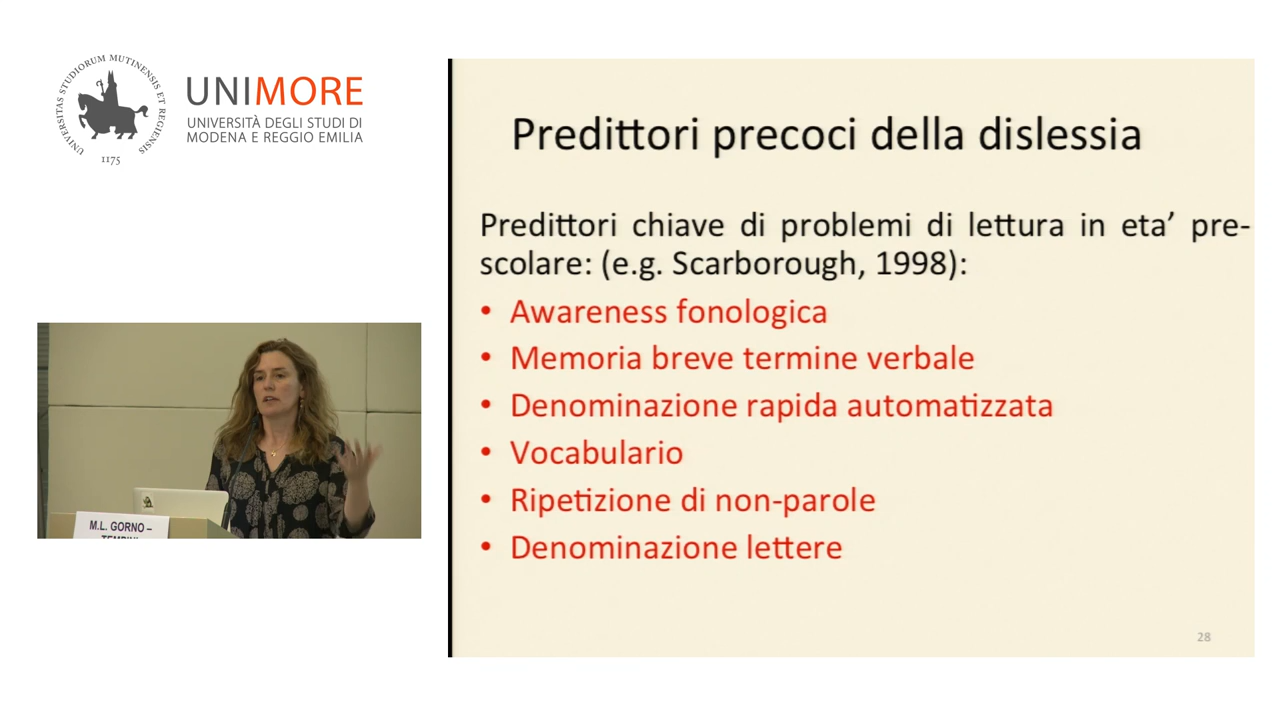 UNIVERSITAS STUDIORUM MUTINENSIS ET REGIENSIS
1175
UNIMORE
UNIVERSITÀ DEGLI STUDI DI
MODENA E REGGIO EMILIA
Predittori precoci della dislessia
Predittori chiave di problemi di lettura in eta’ pre-
scolare: (e.g. Scarborough, 1998):
• Awareness fonologica
• Memoria breve termine verbale
• Denominazione rapida automatizzata
• Vocabulario
• Ripetizione di non-parole
• Denominazione lettere
28
M.L. GORNO –